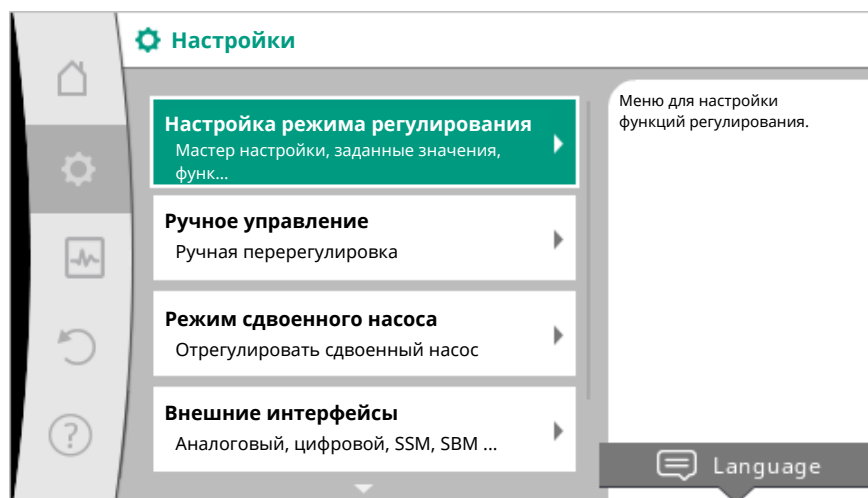 Настройки
Настройка режима регулирования
Мастер настройки, заданные значения,
функ...
Ручное управление
Ручная перерегулировка
Режим сдвоенного насоса
Отрегулировать сдвоенный насос
Внешние интерфейсы
Аналоговый, цифровой, SSM, SBM ...
Меню для настройки
функций регулирования.
Language